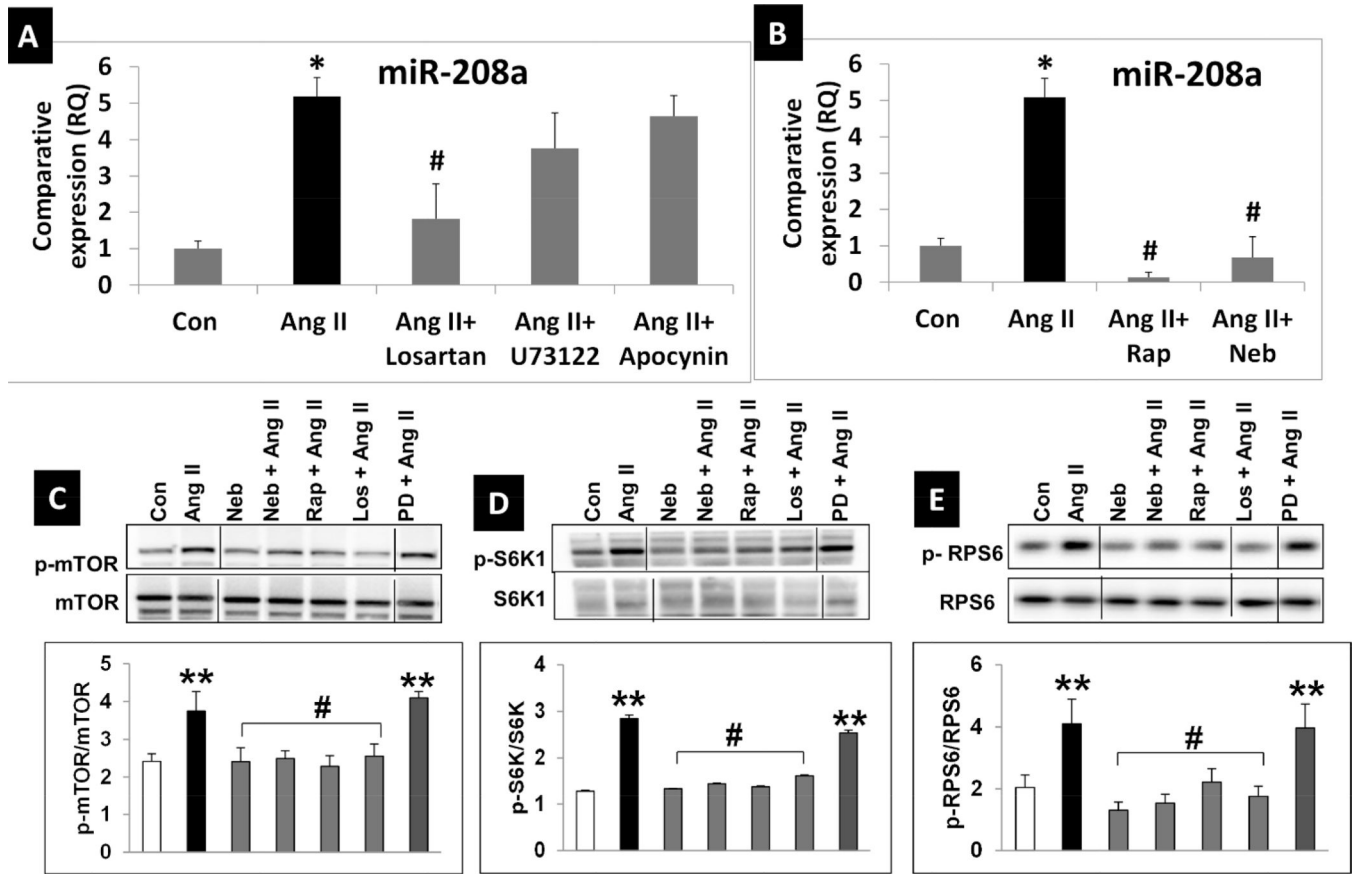 A
miR-208a
Comparative
expression (RQ)
6
5
4
3
2
1
0
*
#
Con
Ang II
Ang II+
Losartan
Ang II+
U73122
Ang II+
Apocynin
B
miR-208a
Comparative
expression (RQ)
6
5
4
3
2
1
0
*
#
#
Con
Ang II
Ang II+
Rap
Ang II+
Neb
C
Con
Ang II
Neb
Neb + Ang II
Rap + Ang II
Los + Ang II
PD + Ang II
p-mTOR
mTOR
p-mTOR/mTOR
5
4
3
2
1
0
**
#
**
D
Con
Ang II
Neb
Neb + Ang II
Rap + Ang II
Los + Ang II
PD + Ang II
p-S6K1
S6K1
p-S6K/S6K
4
3
2
1
0
**
#
**
E
Con
Ang II
Neb
Neb + Ang II
Rap + Ang II
Los + Ang II
PD + Ang II
p- RPS6
RPS6
p-RPS6/RPS6
6
4
2
0
**
#
**